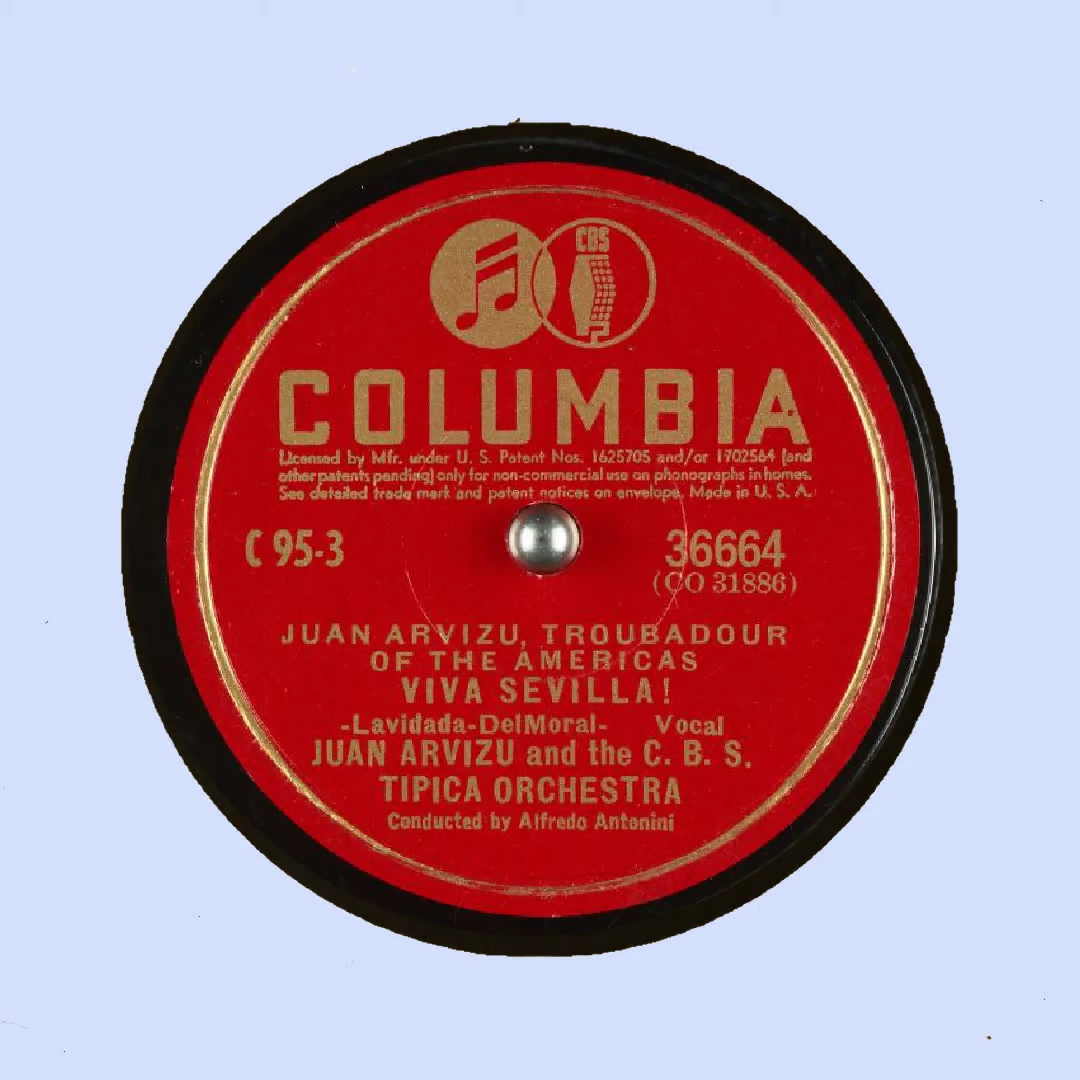 CBS
COLUMBIA
Licensed by Mfr. under U. S. Patent Nos. 1625705 and/or 1702564 (and
other patents pending) only for non-commercial use on phonographs in homes.
See detailed trade mark and patent notices on envelope. Made in U. S. A.
C 95-3
36664
(CO 31886)
JUAN ARVIZU, TROUBADOUR
OF THE AMERICAS
VIVA SEVILLA!
-Lavidada-DelMoral- Vocal
JUAN ARVIZU and the C. B. S.
TIPICA ORCHESTRA
Conducted by Alfredo Antonini